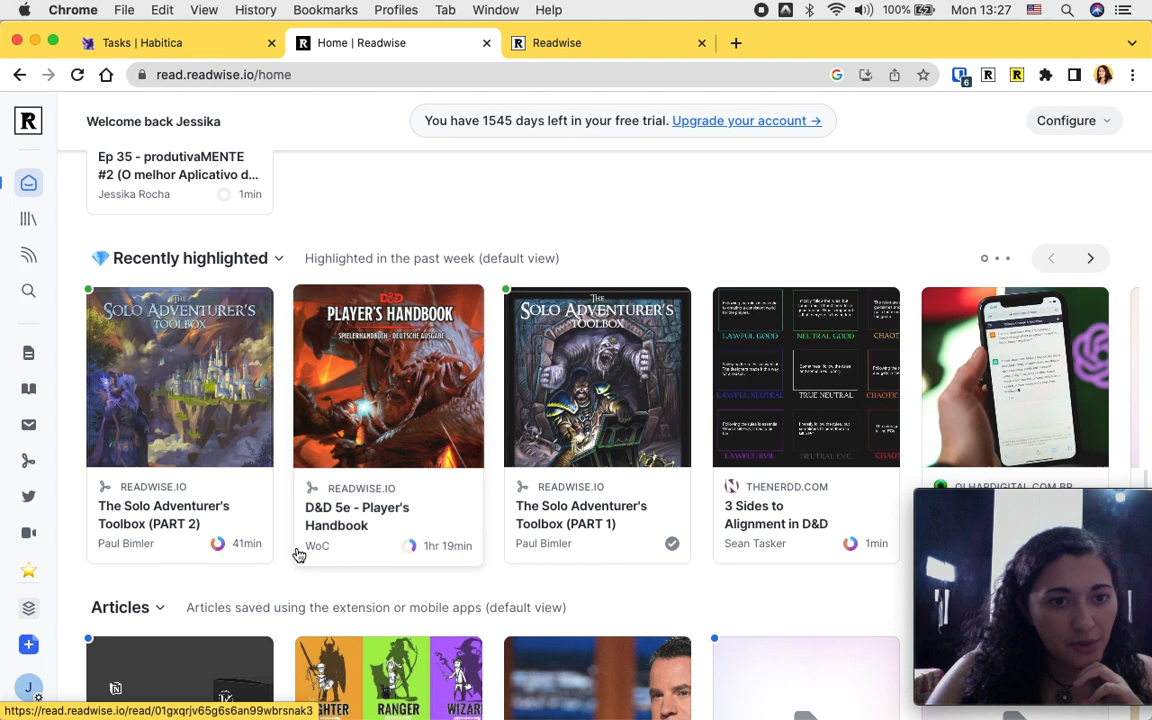 Chrome File Edit View History Bookmarks Profiles Tab Window Help 100% Mon 13:27
Tasks | Habitica Home | Readwise Readwise
read.readwise.io/home
6
Welcome back Jessika
You have 1545 days left in your free trial. Upgrade your account →
Configure
Ep 35 - produtivaMENTE
#2 (O melhor Aplicativo d...
Jessika Rocha 1min
Recently highlighted Highlighted in the past week (default view)
THE
SOLO ADVENTURER'S
TOOLBOX
D&D
PLAYER'S HANDBOOK
SPIELERHANDBUCH - DEUTSCHE AUSGABE
THE
SOLO ADVENTURER'S
TOOLBOX
LAWFUL GOOD NEUTRAL GOOD CHAOT
LAWFUL NEUTRAL TRUE NEUTRAL CHAOTIC
LAWFUL EVIL NEUTRAL EVIL CHAOT
READWISE.IO
The Solo Adventurer's
Toolbox (PART 2)
Paul Bimler 41min
READWISE.IO
D&D 5e - Player's
Handbook
WoC 1hr 19min
READWISE.IO
The Solo Adventurer's
Toolbox (PART 1)
Paul Bimler
THENERDD.COM
3 Sides to
Alignment in D&D
Sean Tasker 1min
OLHARDIGITAL.COM.BR
Articles Articles saved using the extension or mobile apps (default view)
GHTER RANGER WIZAR
J
https://read.readwise.io/read/01gxqrjv65g6s6an99wbrsnak3